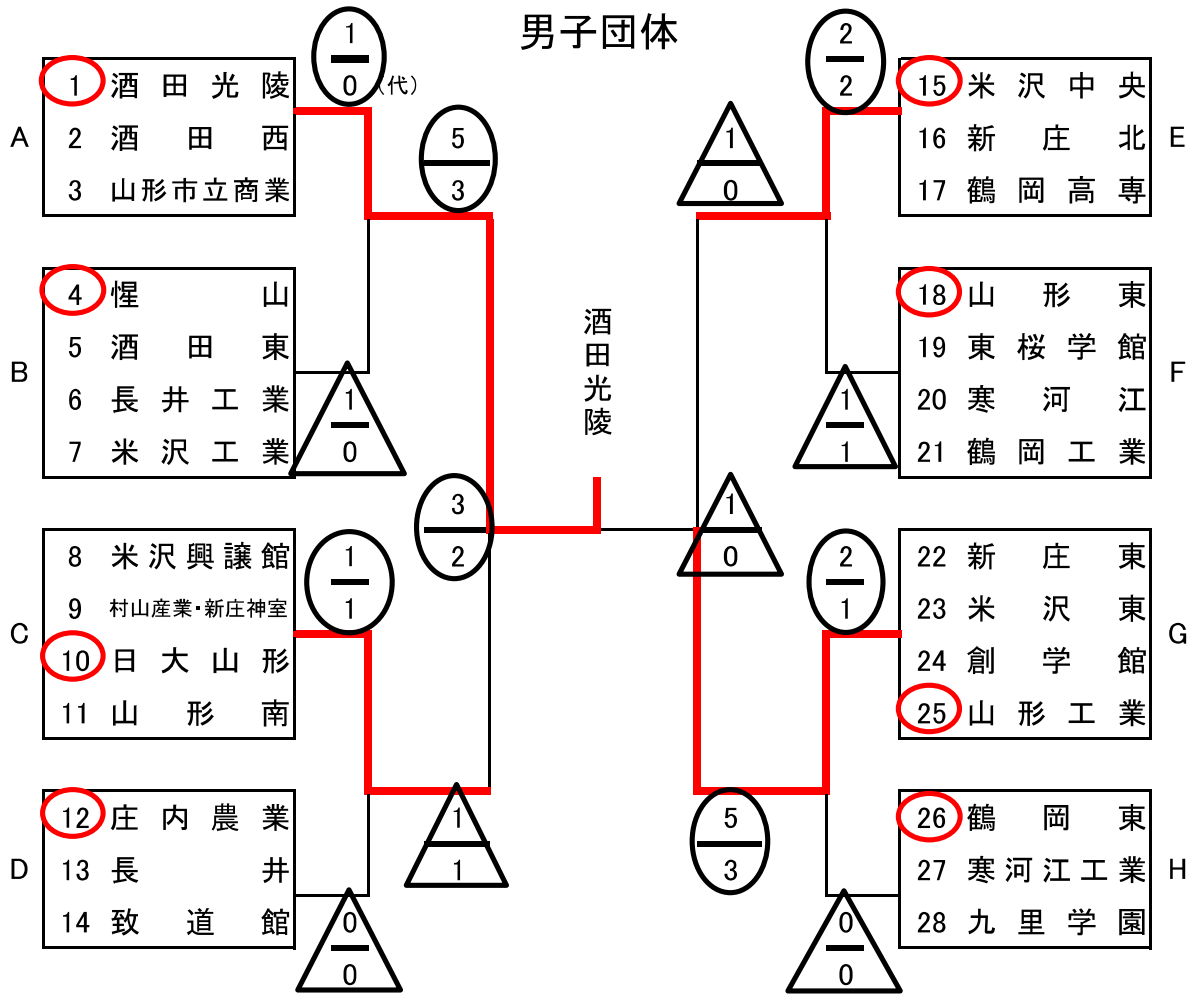 男子団体
A
1 酒田光陵
2 酒田西
3 山形市立商業
B
4 惺山
5 酒田東
6 長井工業
7 米沢工業
C
8 米沢興譲館
9 村山産業・新庄神室
10 日大山形
11 山形南
D
12 庄内農業
13 長井
14 致道館
1
0 (代)
1
0
1
1
0
0
5
3
1
1
3
2
酒田光陵
1
0
1
0
5
3
2
2
1
1
2
1
0
0
15 米沢中央
16 新庄北
17 鶴岡高専
E
18 山形東
19 東桜学館
20 寒河江
21 鶴岡工業
F
22 新庄東
23 米沢東
24 創学館
25 山形工業
G
26 鶴岡東
27 寒河江工業
28 九里学園
H